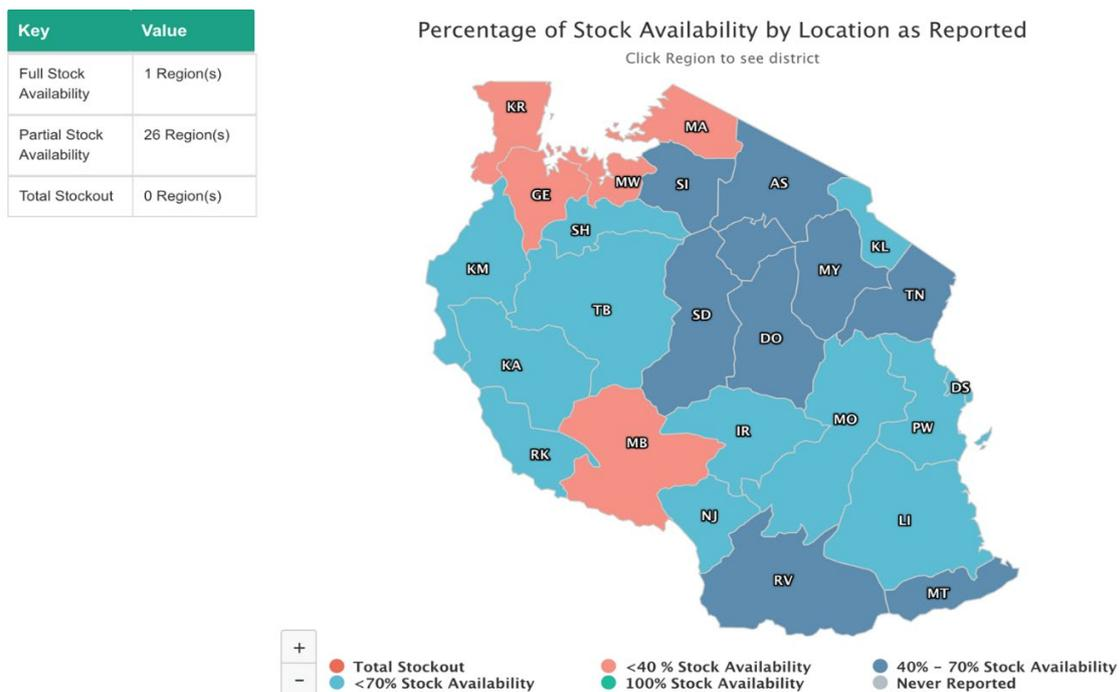 Key Value
Full Stock Availability 1 Region(s)
Partial Stock Availability 26 Region(s)
Total Stockout 0 Region(s)
Percentage of Stock Availability by Location as Reported
Click Region to see district
KR
MA
GE
MW
SI
AS
SH
KL
KM
MY
TN
TB
SD
DO
KA
DS
MO
PW
IR
MB
RK
NJ
LI
RV
MT
+
−
Total Stockout
<40 % Stock Availability
40% - 70% Stock Availability
<70% Stock Availability
100% Stock Availability
Never Reported